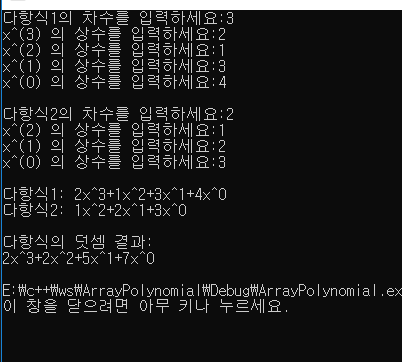 다항식1의 차수를 입력하세요:3
x^(3) 의 상수를 입력하세요:2
x^(2) 의 상수를 입력하세요:1
x^(1) 의 상수를 입력하세요:3
x^(0) 의 상수를 입력하세요:4
다항식2의 차수를 입력하세요:2
x^(2) 의 상수를 입력하세요:1
x^(1) 의 상수를 입력하세요:2
x^(0) 의 상수를 입력하세요:3
다항식1: 2x^3+1x^2+3x^1+4x^0
다항식2: 1x^2+2x^1+3x^0
다항식의 덧셈 결과:
2x^3+2x^2+5x^1+7x^0
E:₩c++₩ws₩ArrayPolynomial₩Debug₩ArrayPolynomial.ex
이 창을 닫으려면 아무 키나 누르세요.